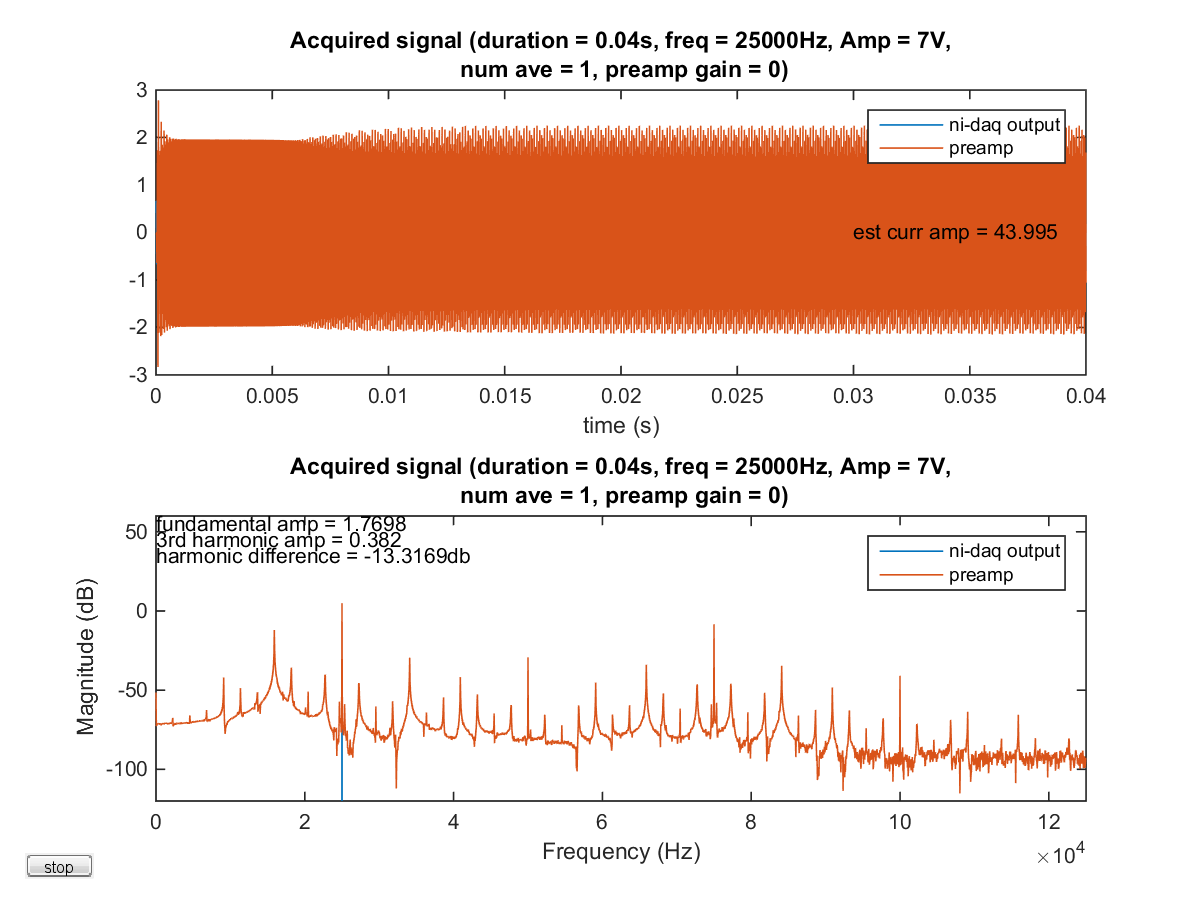 Acquired signal (duration = 0.04s, freq = 25000Hz, Amp = 7V,
num ave = 1, preamp gain = 0)
3
2
1
0
-1
-2
-3
ni-daq output
preamp
est curr amp = 43.995
0
0.005
0.01
0.015
0.02
0.025
0.03
0.035
0.04
time (s)
Acquired signal (duration = 0.04s, freq = 25000Hz, Amp = 7V,
num ave = 1, preamp gain = 0)
fundamental amp = 1.7698
3rd harmonic amp = 0.382
harmonic difference = -13.3169db
ni-daq output
preamp
50
0
-50
-100
Magnitude (dB)
0
2
4
6
8
10
12
Frequency (Hz)
×10⁴
stop